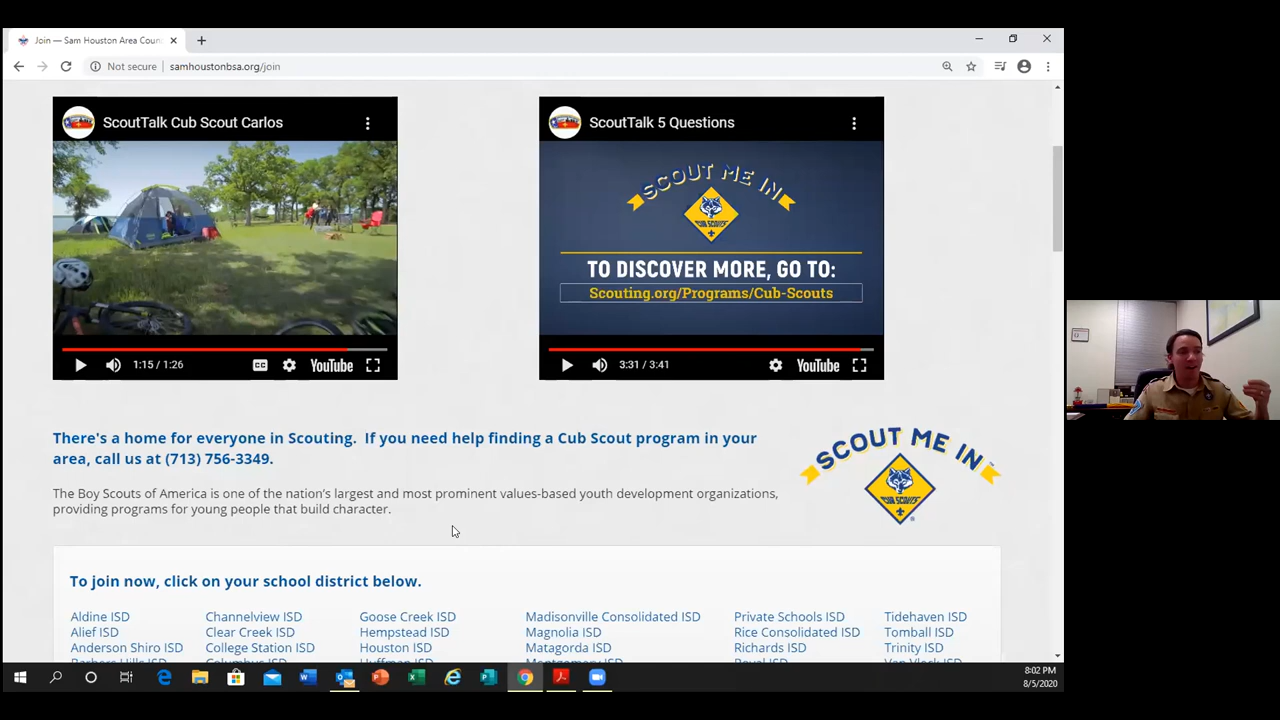 Join — Sam Houston Area Coun
Not secure | samhoustonbsa.org/join
ScoutTalk Cub Scout Carlos
1:15 / 1:26
CC
YouTube
ScoutTalk 5 Questions
SCOUT ME IN
CUB SCOUTS
TO DISCOVER MORE, GO TO:
Scouting.org/Programs/Cub-Scouts
3:31 / 3:41
YouTube
There's a home for everyone in Scouting. If you need help finding a Cub Scout program in your
area, call us at (713) 756-3349.
The Boy Scouts of America is one of the nation's largest and most prominent values-based youth development organizations,
providing programs for young people that build character.
SCOUT ME IN
CUB SCOUTS
To join now, click on your school district below.
Aldine ISD Channelview ISD Goose Creek ISD Madisonville Consolidated ISD Private Schools ISD Tidehaven ISD
Alief ISD Clear Creek ISD Hempstead ISD Magnolia ISD Rice Consolidated ISD Tomball ISD
Anderson Shiro ISD College Station ISD Houston ISD Matagorda ISD Richards ISD Trinity ISD
8:02 PM
8/5/2020